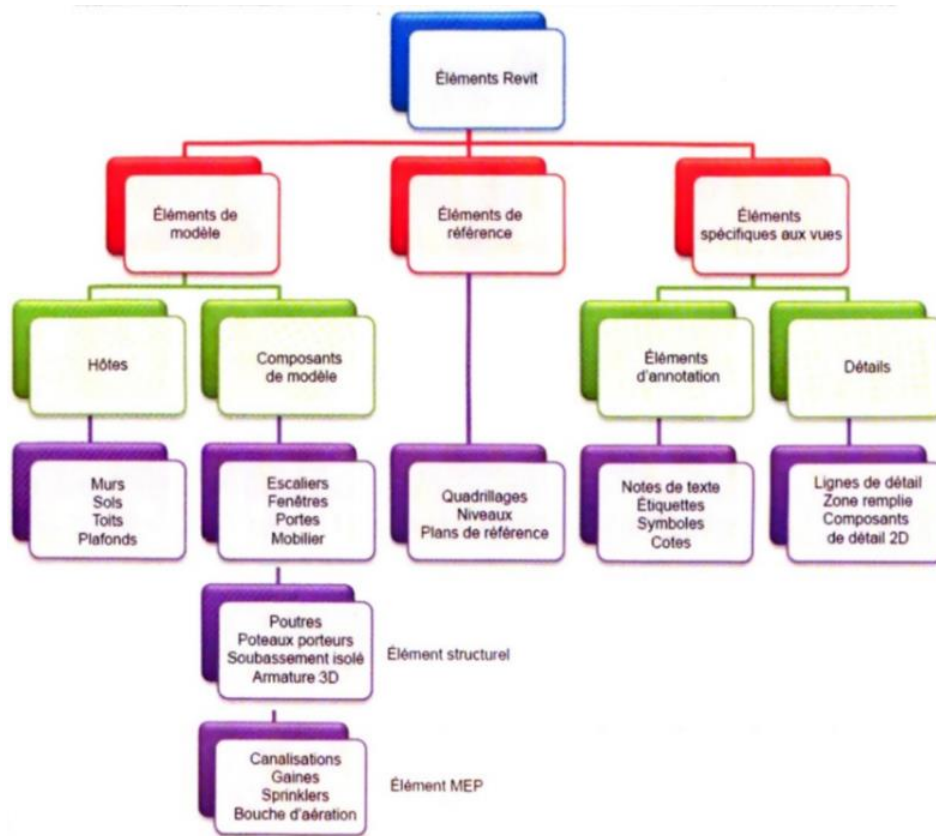 Éléments Revit
Éléments de
modèle
Éléments de
référence
Éléments
spécifiques aux vues
Hôtes
Composants
de modèle
Éléments
d'annotation
Détails
Murs
Sols
Toits
Plafonds
Escaliers
Fenêtres
Portes
Mobilier
Quadrillages
Niveaux
Plans de référence
Notes de texte
Étiquettes
Symboles
Cotes
Lignes de détail
Zone remplie
Composants
de détail 2D
Poutres
Poteaux porteurs
Soubassement isolé
Armature 3D
Élément structurel
Canalisations
Gaines
Sprinklers
Bouche d'aération
Élément MEP